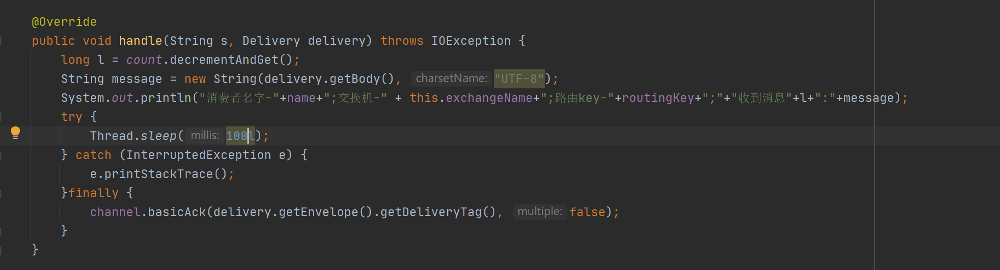 @Override
public void handle(String s, Delivery delivery) throws IOException {
long l = count.decrementAndGet();
String message = new String(delivery.getBody(), charsetName: "UTF-8");
System.out.println("消费者名字-"+name+";交换机-" + this.exchangeName+";路由key-"+routingKey+";"+"收到消息"+l+":"+message);
try {
Thread.sleep( millis: 100l);
} catch (InterruptedException e) {
e.printStackTrace();
}finally {
channel.basicAck(delivery.getEnvelope().getDeliveryTag(), multiple: false);
}
}